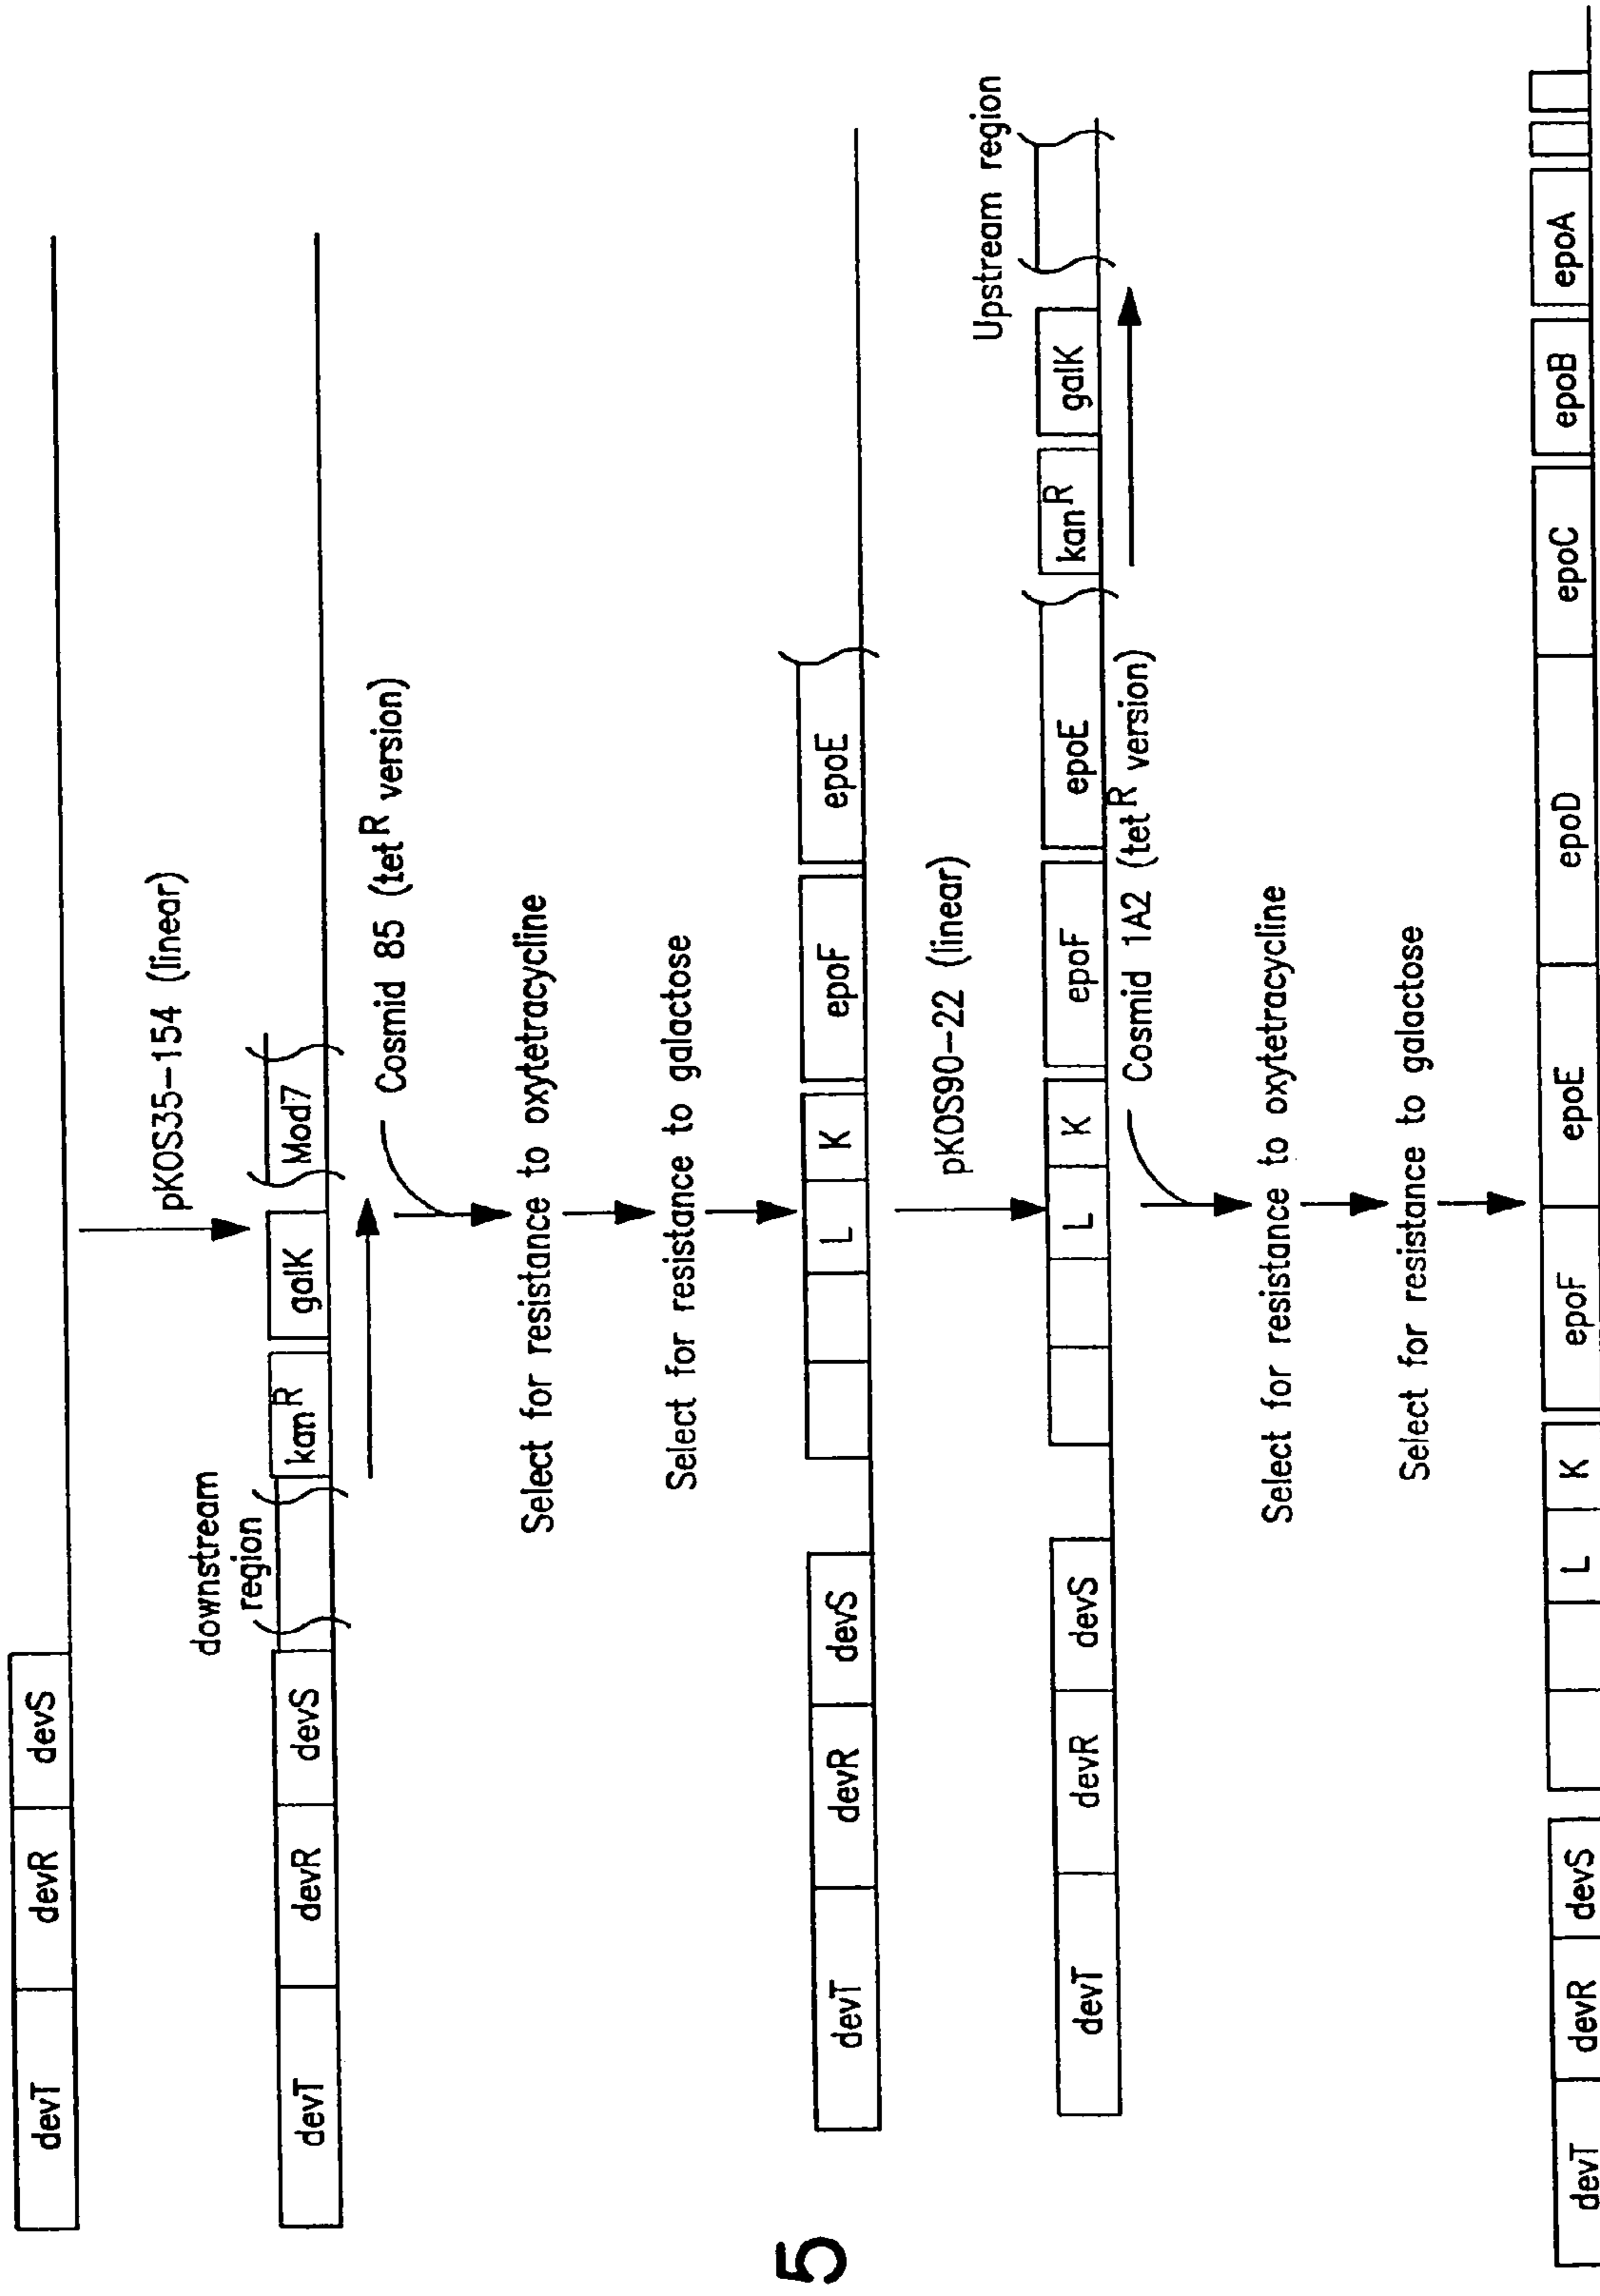 devT devR devS
pKOS35-154 (linear)
downstream
region
devT devR devS kanR galK Mod7
Cosmid 85 (tetR version)
Select for resistance to oxytetracycline
Select for resistance to galactose
5
devT devR devS L K epoF epoE
pKOS90-22 (linear)
Upstream region
devT devR devS L K epoF epoE kanR galK
Cosmid 1A2 (tetR version)
Select for resistance to oxytetracycline
Select for resistance to galactose
devT devR devS L K epoF epoE epoD epoC epoB epoA